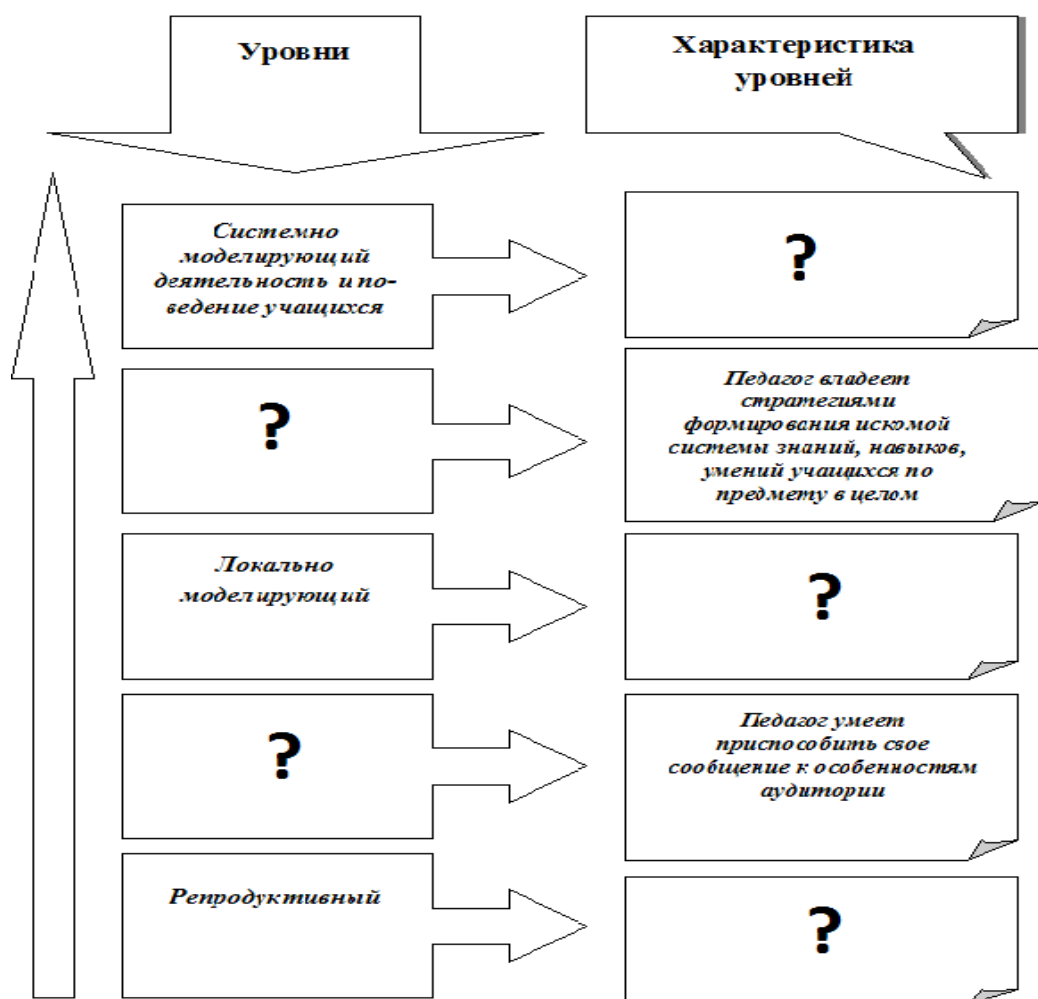 Уровни
Характеристика
уровней
Системно
моделирующий
деятельность и по-
ведение учащихся
?
?
Педагог владеет
стратегиями
формирования искомой
системы знаний, навыков,
умений учащихся по
предмету в целом
Локально
моделирующий
?
?
Педагог умеет
приспособить свое
сообщение к особенностям
аудитории
Репродуктивный
?